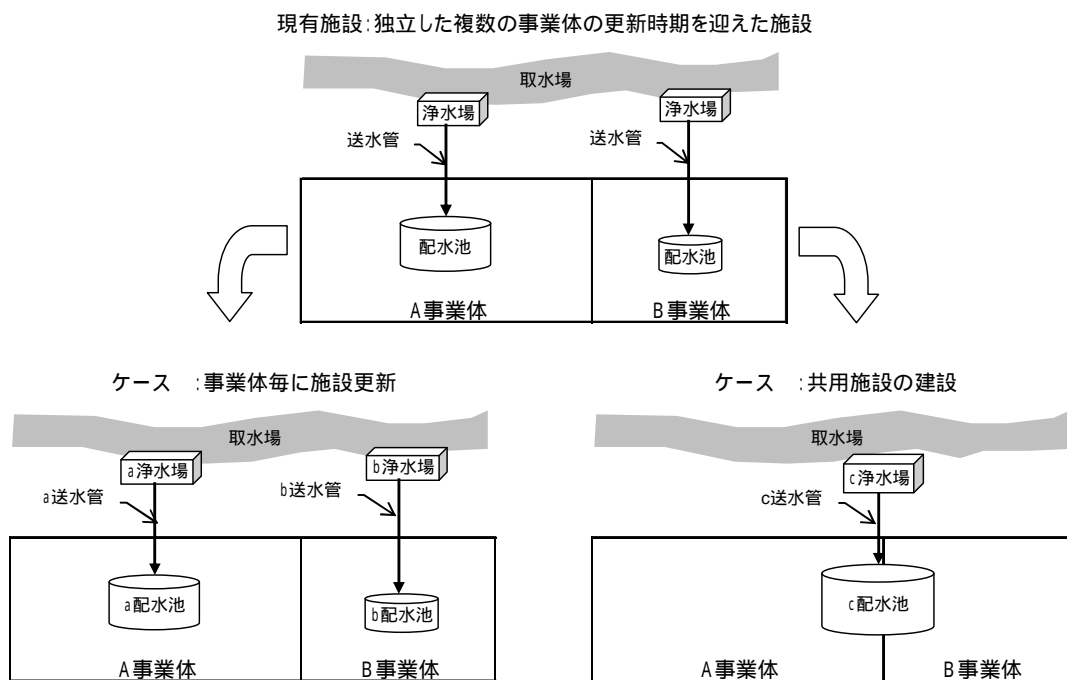 現有施設:独立した複数の事業体の更新時期を迎えた施設
取水場
浄水場
浄水場
送水管
送水管
配水池
配水池
A事業体
B事業体
ケース :事業体毎に施設更新
取水場
a浄水場
b浄水場
a送水管
b送水管
a配水池
b配水池
A事業体
B事業体
ケース :共用施設の建設
取水場
c浄水場
c送水管
c配水池
A事業体
B事業体